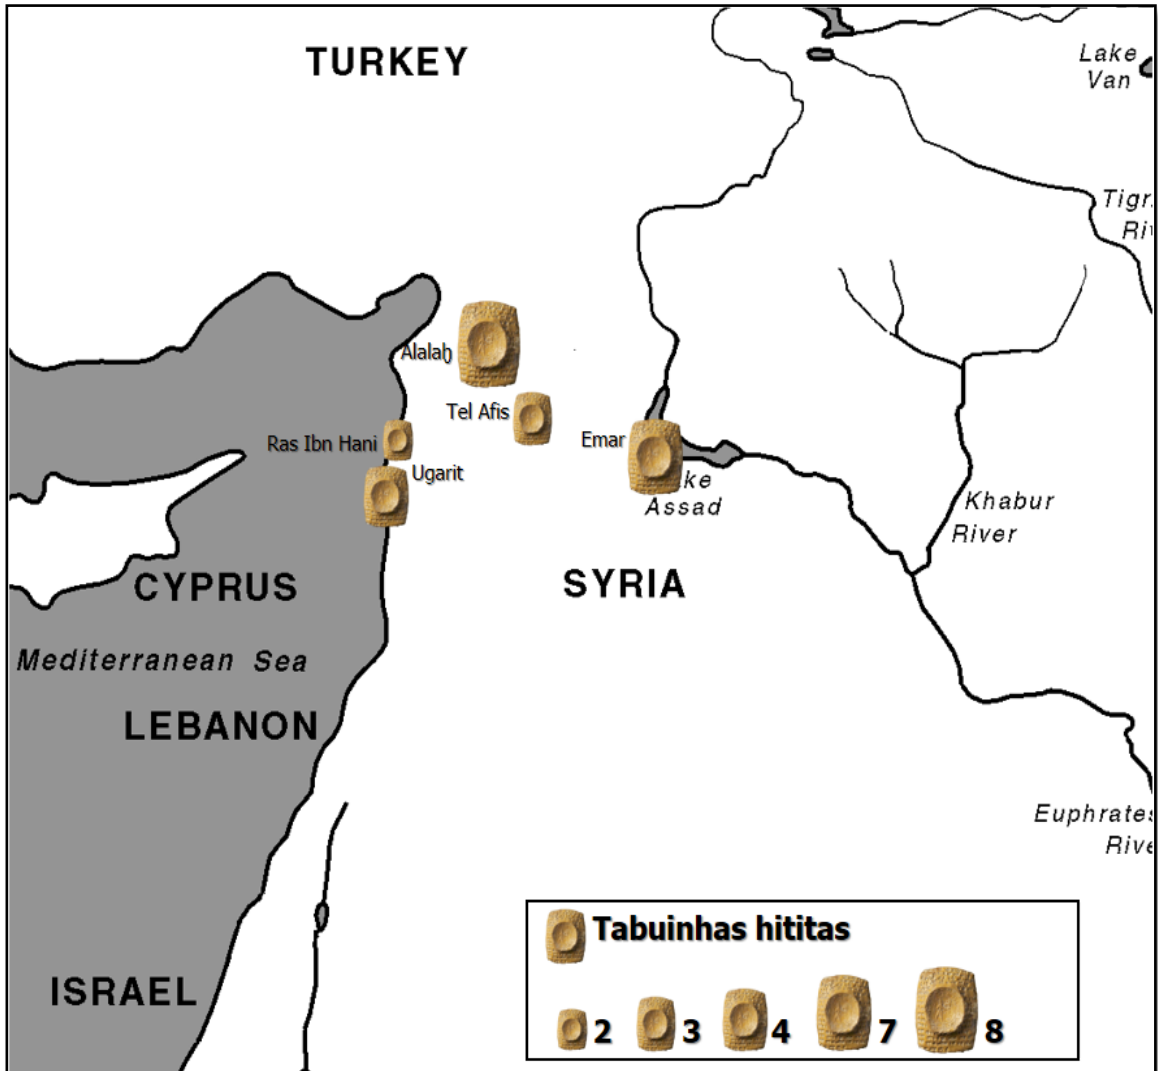 TURKEY
Lake
Van
Tigr
Ri
Alalaḫ
Tel Afis
Ras Ibn Hani
Emar
Ugarit
ke
Assad
Khabur
River
CYPRUS
SYRIA
Mediterranean Sea
LEBANON
Euphrates
Rive
Tabuinhas hititas
ISRAEL
2 3 4 7 8